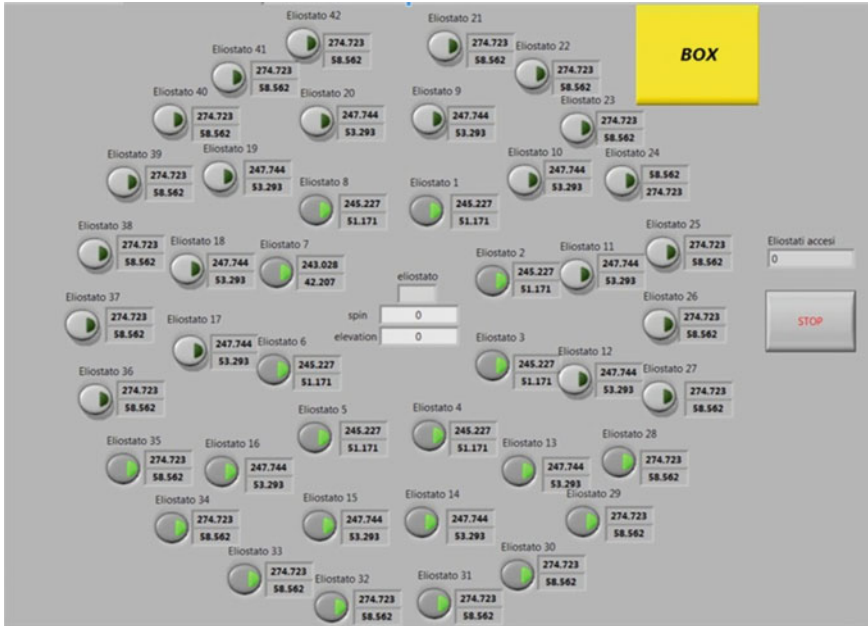 Eliostato 42
274.723
58.562
Eliostato 21
274.723
58.562
BOX
Eliostato 41
274.723
58.562
Eliostato 22
274.723
58.562
Eliostato 40
274.723
58.562
Eliostato 20
247.744
53.293
Eliostato 9
247.744
53.293
Eliostato 23
274.723
58.562
Eliostato 39
274.723
58.562
Eliostato 19
247.744
53.293
Eliostato 10
247.744
53.293
Eliostato 24
58.562
274.723
Eliostato 8
245.227
51.171
Eliostato 1
245.227
51.171
Eliostato 38
274.723
58.562
Eliostato 18
247.744
53.293
Eliostato 7
243.028
42.207
Eliostato 2
245.227
51.171
Eliostato 11
247.744
53.293
Eliostato 25
274.723
58.562
Eliostati accesi
0
eliostato
spin 0
elevation 0
Eliostato 37
274.723
58.562
Eliostato 17
247.744
53.293
Eliostato 6
245.227
51.171
Eliostato 3
245.227
51.171
Eliostato 12
247.744
53.293
Eliostato 26
274.723
58.562
STOP
Eliostato 36
274.723
58.562
Eliostato 27
274.723
58.562
Eliostato 5
245.227
51.171
Eliostato 4
245.227
51.171
Eliostato 35
274.723
58.562
Eliostato 16
247.744
53.293
Eliostato 13
247.744
53.293
Eliostato 28
274.723
58.562
Eliostato 34
274.723
58.562
Eliostato 15
247.744
53.293
Eliostato 14
247.744
53.293
Eliostato 29
274.723
58.562
Eliostato 33
274.723
58.562
Eliostato 32
274.723
58.562
Eliostato 31
274.723
58.562
Eliostato 30
274.723
58.562